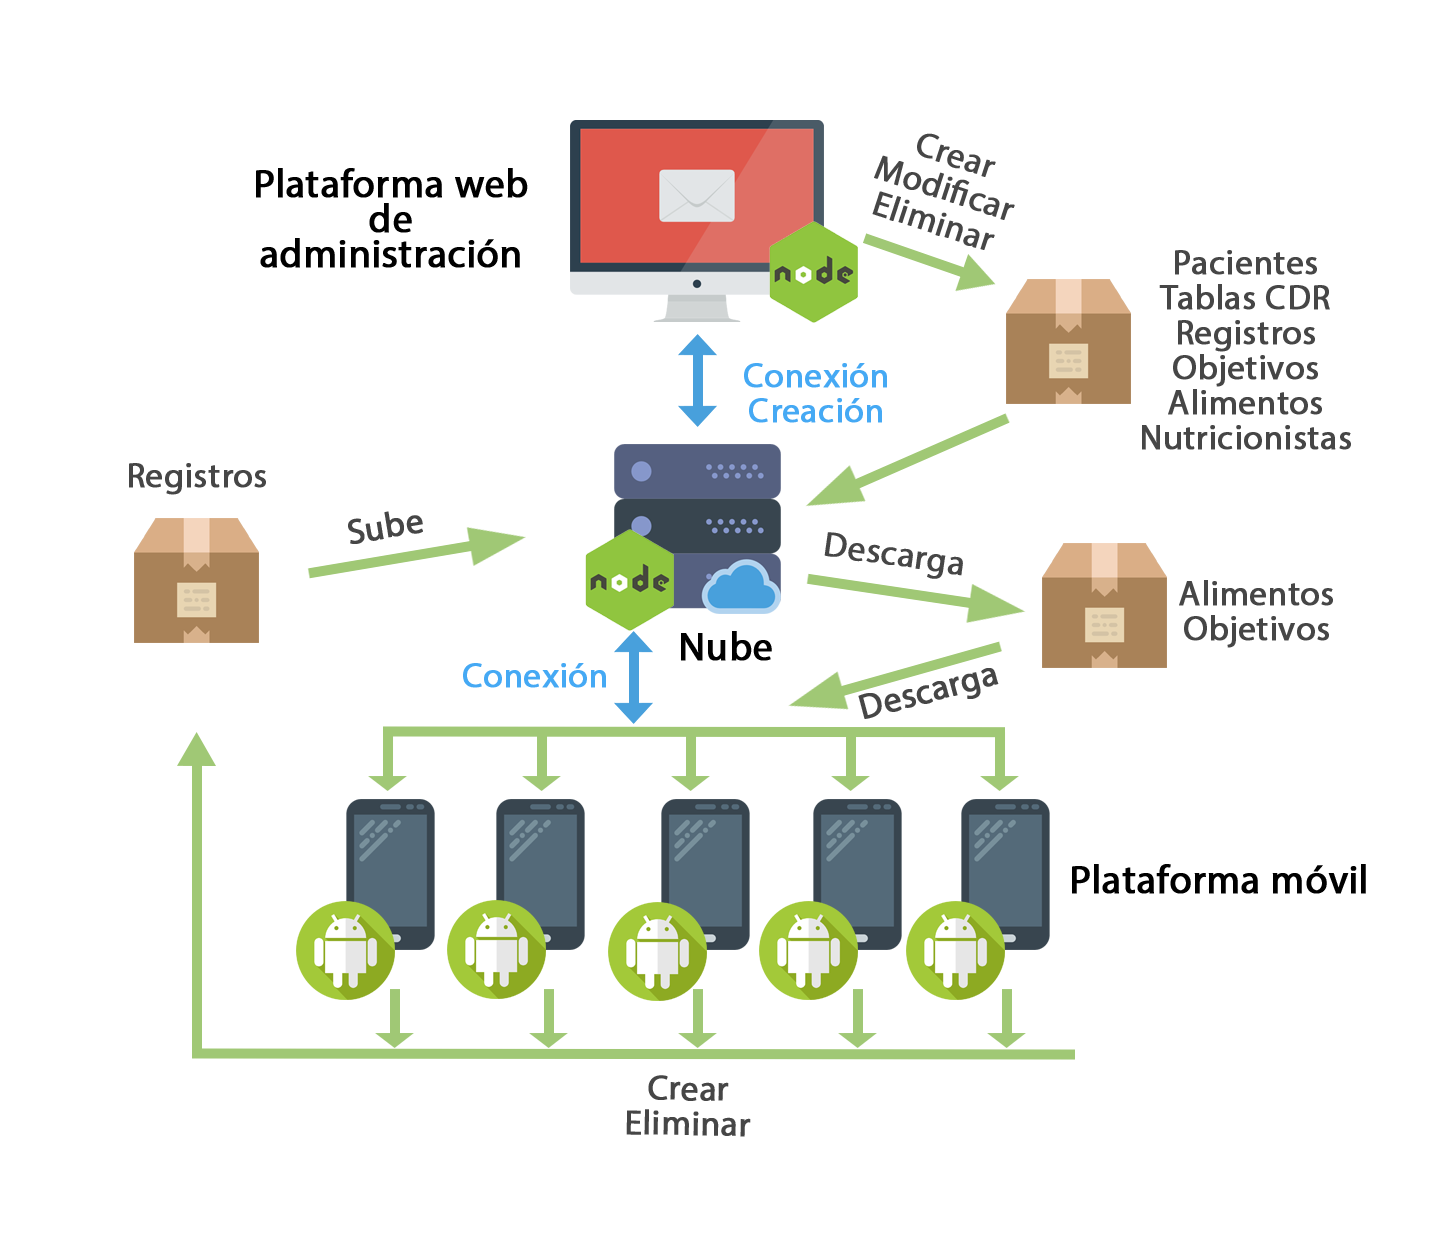 Plataforma web
de
administración
node
Crear
Modificar
Eliminar
Pacientes
Tablas CDR
Registros
Objetivos
Alimentos
Nutricionistas
Conexión
Creación
Registros
Sube
node
Nube
Descarga
Alimentos
Objetivos
Descarga
Conexión
Plataforma móvil
Crear
Eliminar